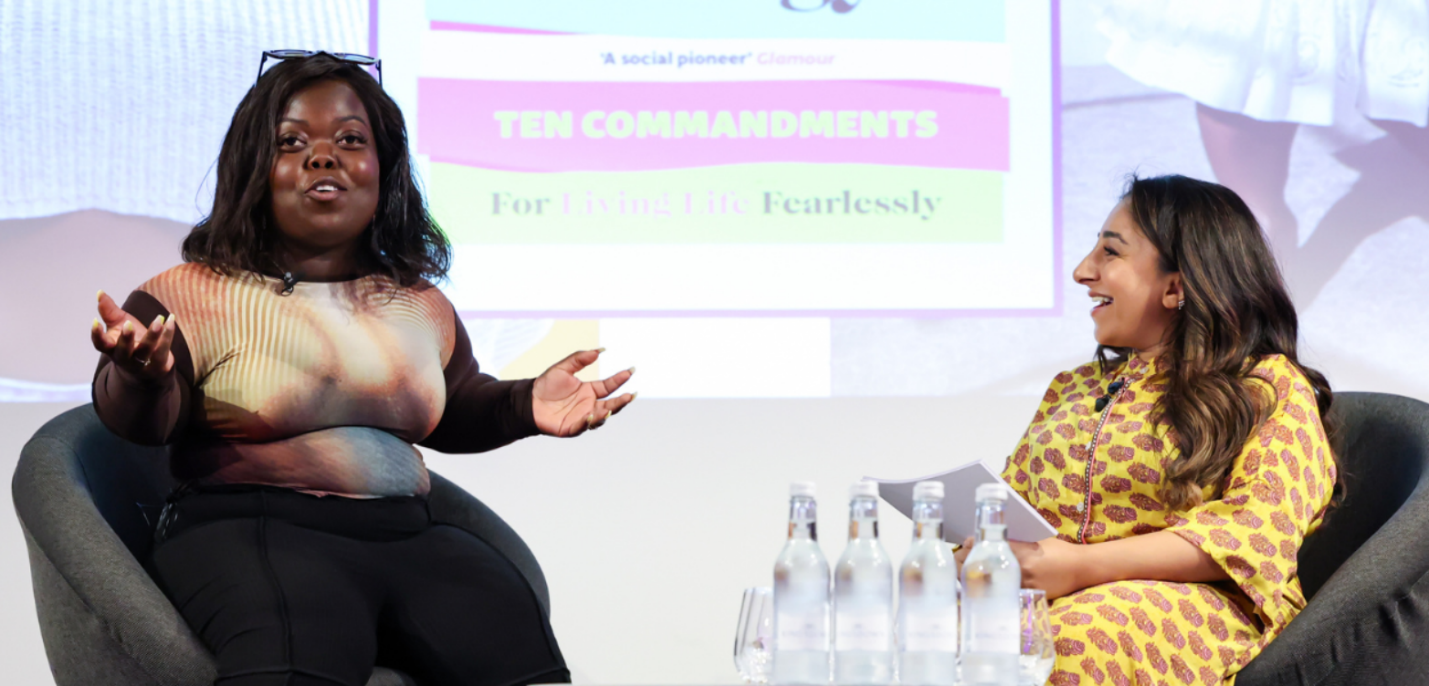 'A social pioneer' Glamour
TEN COMMANDMENTS
For Living Life Fearlessly